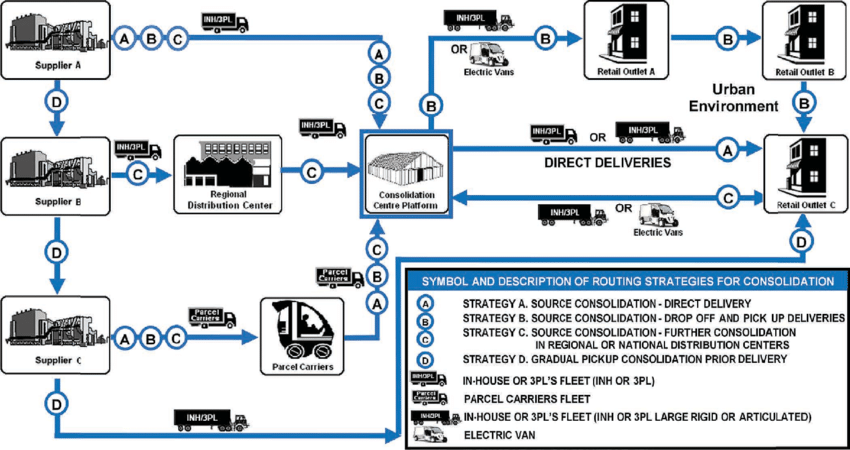 INH/3PL
A B C
Supplier A
D
A
B
C
INH/3PL
OR
Electric Vans
B
B
Retail Outlet A
B
Retail Outlet B
Urban
Environment
B
INH/3PL
C
Supplier B
Regional
Distribution Center
INH/3PL
C
Consolidation
Centre Platform
INH/3PL
OR
INH/3PL
DIRECT DELIVERIES
A
C
INH/3PL
OR
Electric Vans
Retail Outlet C
D
D
Parcel
Carriers
C
B
A
Supplier C
A B C
Parcel
Carriers
Parcel Carriers
D
INH/3PL
SYMBOL AND DESCRIPTION OF ROUTING STRATEGIES FOR CONSOLIDATION
A STRATEGY A. SOURCE CONSOLIDATION - DIRECT DELIVERY
B STRATEGY B. SOURCE CONSOLIDATION - DROP OFF AND PICK UP DELIVERIES
C STRATEGY C. SOURCE CONSOLIDATION - FURTHER CONSOLIDATION
IN REGIONAL OR NATIONAL DISTRIBUTION CENTERS
D STRATEGY D. GRADUAL PICKUP CONSOLIDATION PRIOR DELIVERY
INH/3PL IN-HOUSE OR 3PL'S FLEET (INH OR 3PL)
Parcel Carriers PARCEL CARRIERS FLEET
INH/3PL IN-HOUSE OR 3PL'S FLEET (INH OR 3PL LARGE RIGID OR ARTICULATED)
ELECTRIC VAN